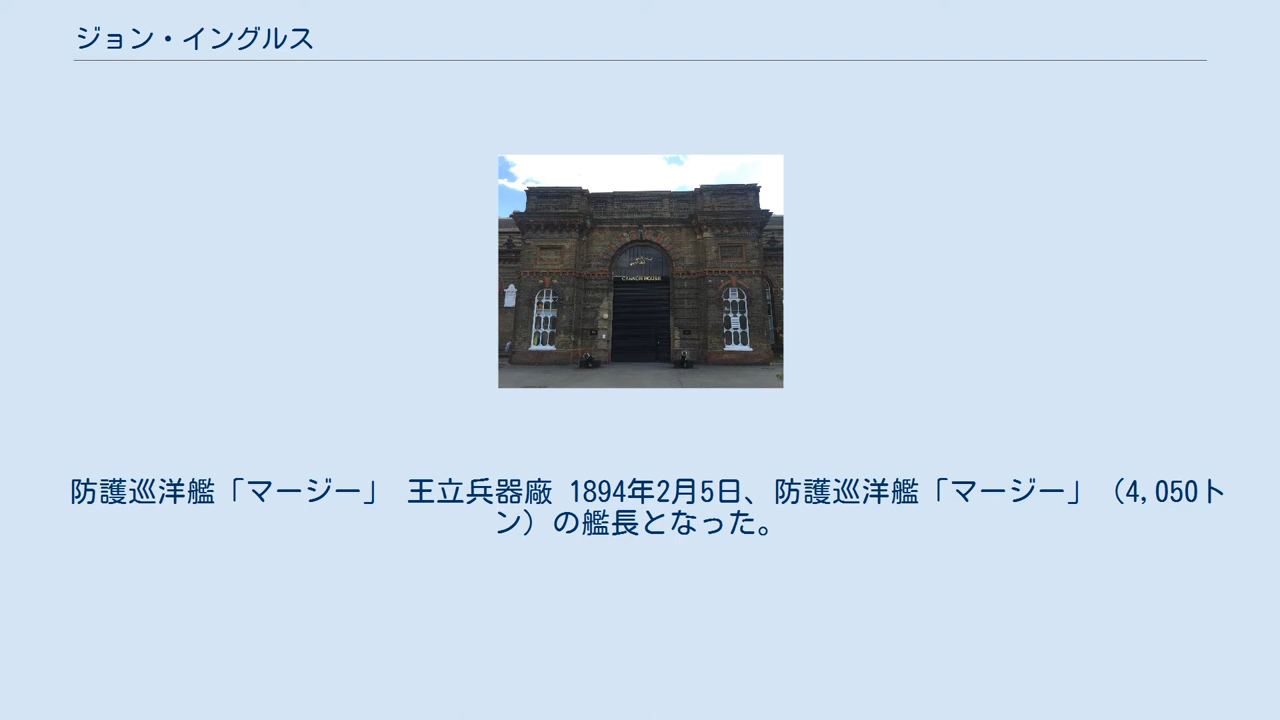 ジョン・イングルス
CANNON HOUSE
防護巡洋艦「マージー」 王立兵器廠 1894年2月5日、防護巡洋艦「マージー」（4,050ト
ン）の艦長となった。